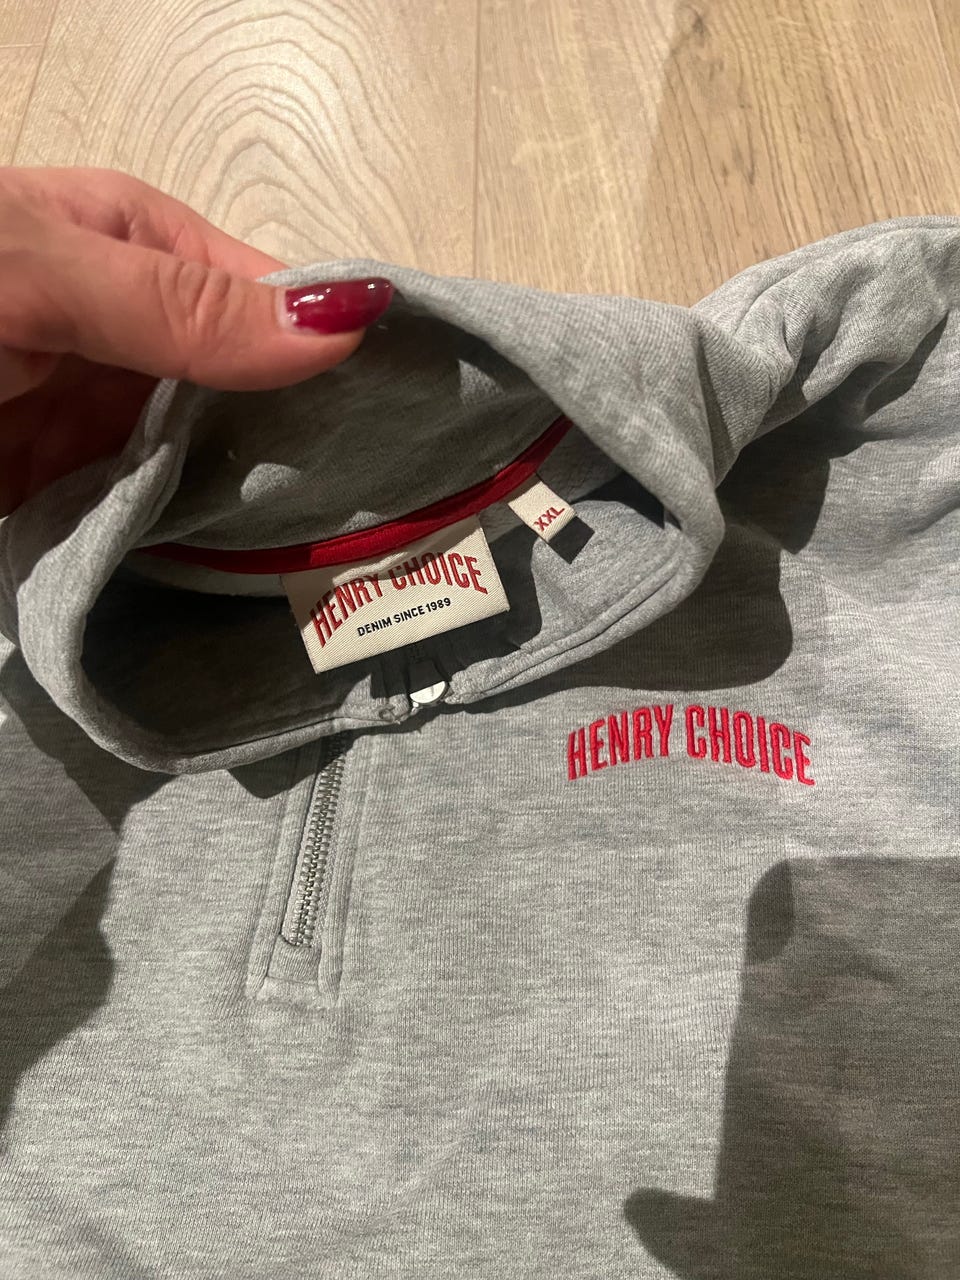 XXL
HENRY CHOICE
DENIM SINCE 1989
HENRY CHOICE